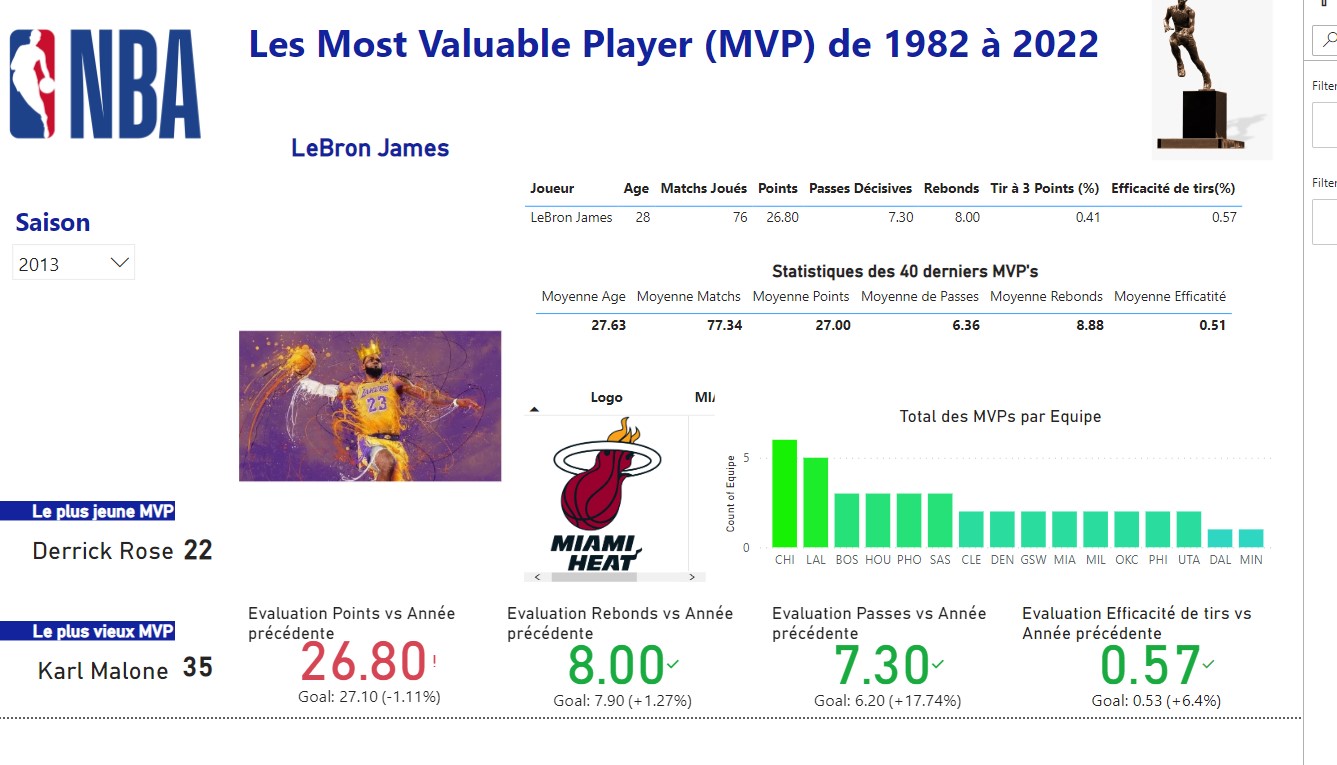 NBA
Les Most Valuable Player (MVP) de 1982 à 2022
LeBron James
Filter
Filter
Saison
2013
Joueur Age Matchs Joués Points Passes Décisives Rebonds Tir à 3 Points (%) Efficacité de tirs(%)
LeBron James 28 76 26.80 7.30 8.00 0.41 0.57
Statistiques des 40 derniers MVP's
Moyenne Age Moyenne Matchs Moyenne Points Moyenne de Passes Moyenne Rebonds Moyenne Efficatité
27.63 77.34 27.00 6.36 8.88 0.51
LAKERS
23
Logo
MIAMI
HEAT
Total des MVPs par Equipe
Count of Equipe
5
0
CHI LAL BOS HOU PHO SAS CLE DEN GSW MIA MIL OKC PHI UTA DAL MIN
Le plus jeune MVP
Derrick Rose 22
Le plus vieux MVP
Karl Malone 35
Evaluation Points vs Année
précédente
26.80!
Goal: 27.10 (-1.11%)
Evaluation Rebonds vs Année
précédente
8.00
Goal: 7.90 (+1.27%)
Evaluation Passes vs Année
précédente
7.30
Goal: 6.20 (+17.74%)
Evaluation Efficacité de tirs vs
Année précédente
0.57
Goal: 0.53 (+6.4%)